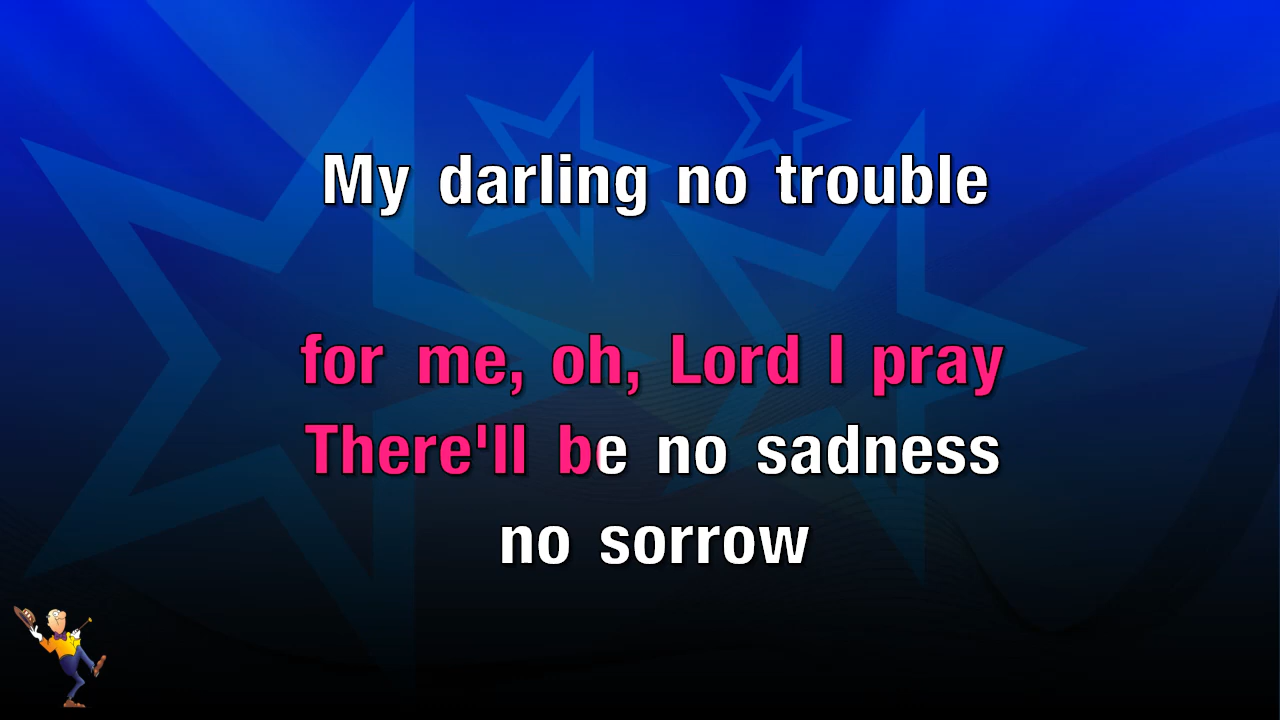 My darling no trouble
for me, oh, Lord I pray
There'll be no sadness
no sorrow